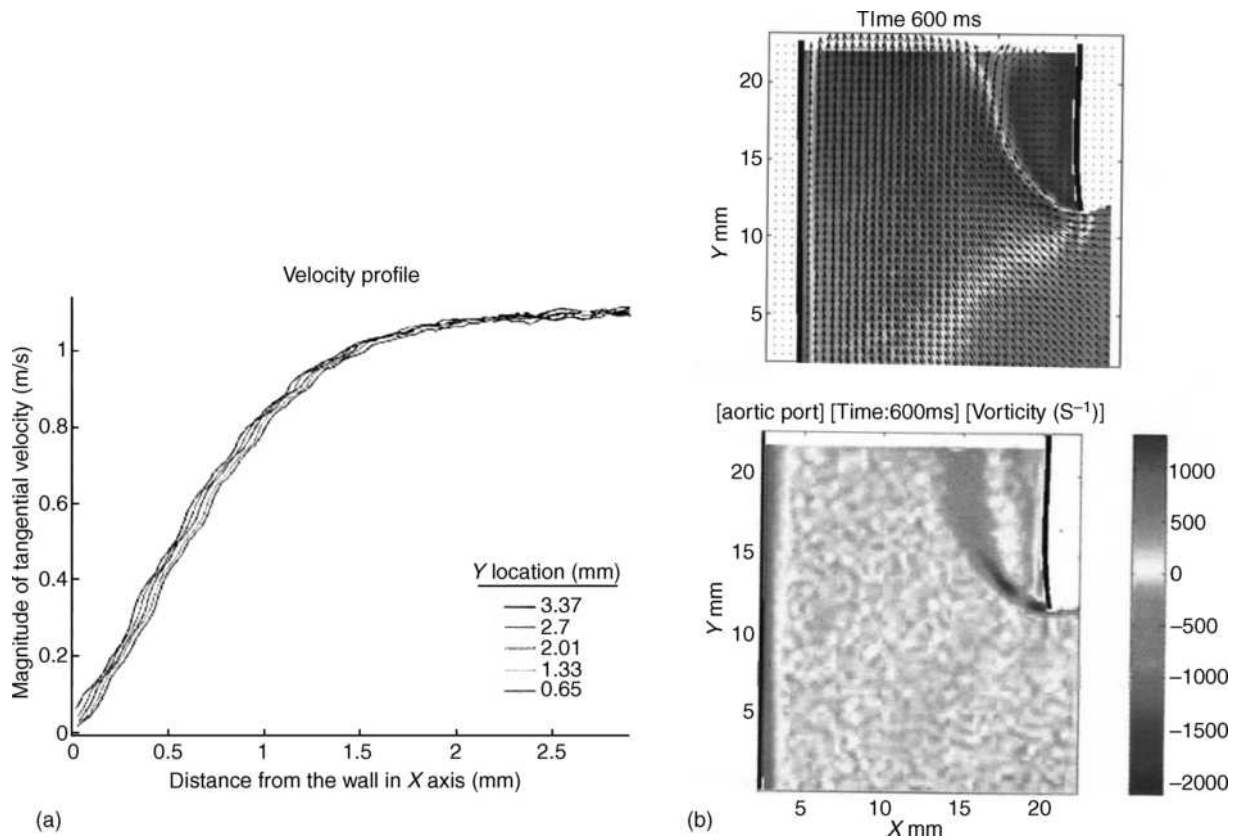 Velocity profile
Magnitude of tangential velocity (m/s)
1
0.8
0.6
0.4
0.2
0
0 0.5 1 1.5 2 2.5
Distance from the wall in X axis (mm)
Y location (mm)
3.37
2.7
2.01
1.33
0.65
(a)
TIme 600 ms
Y mm
20
15
10
5
[aortic port] [Time:600ms] [Vorticity (S⁻¹)]
Y mm
20
15
10
5
5 10 15 20
X mm
1000
500
0
−500
−1000
−1500
−2000
(b)